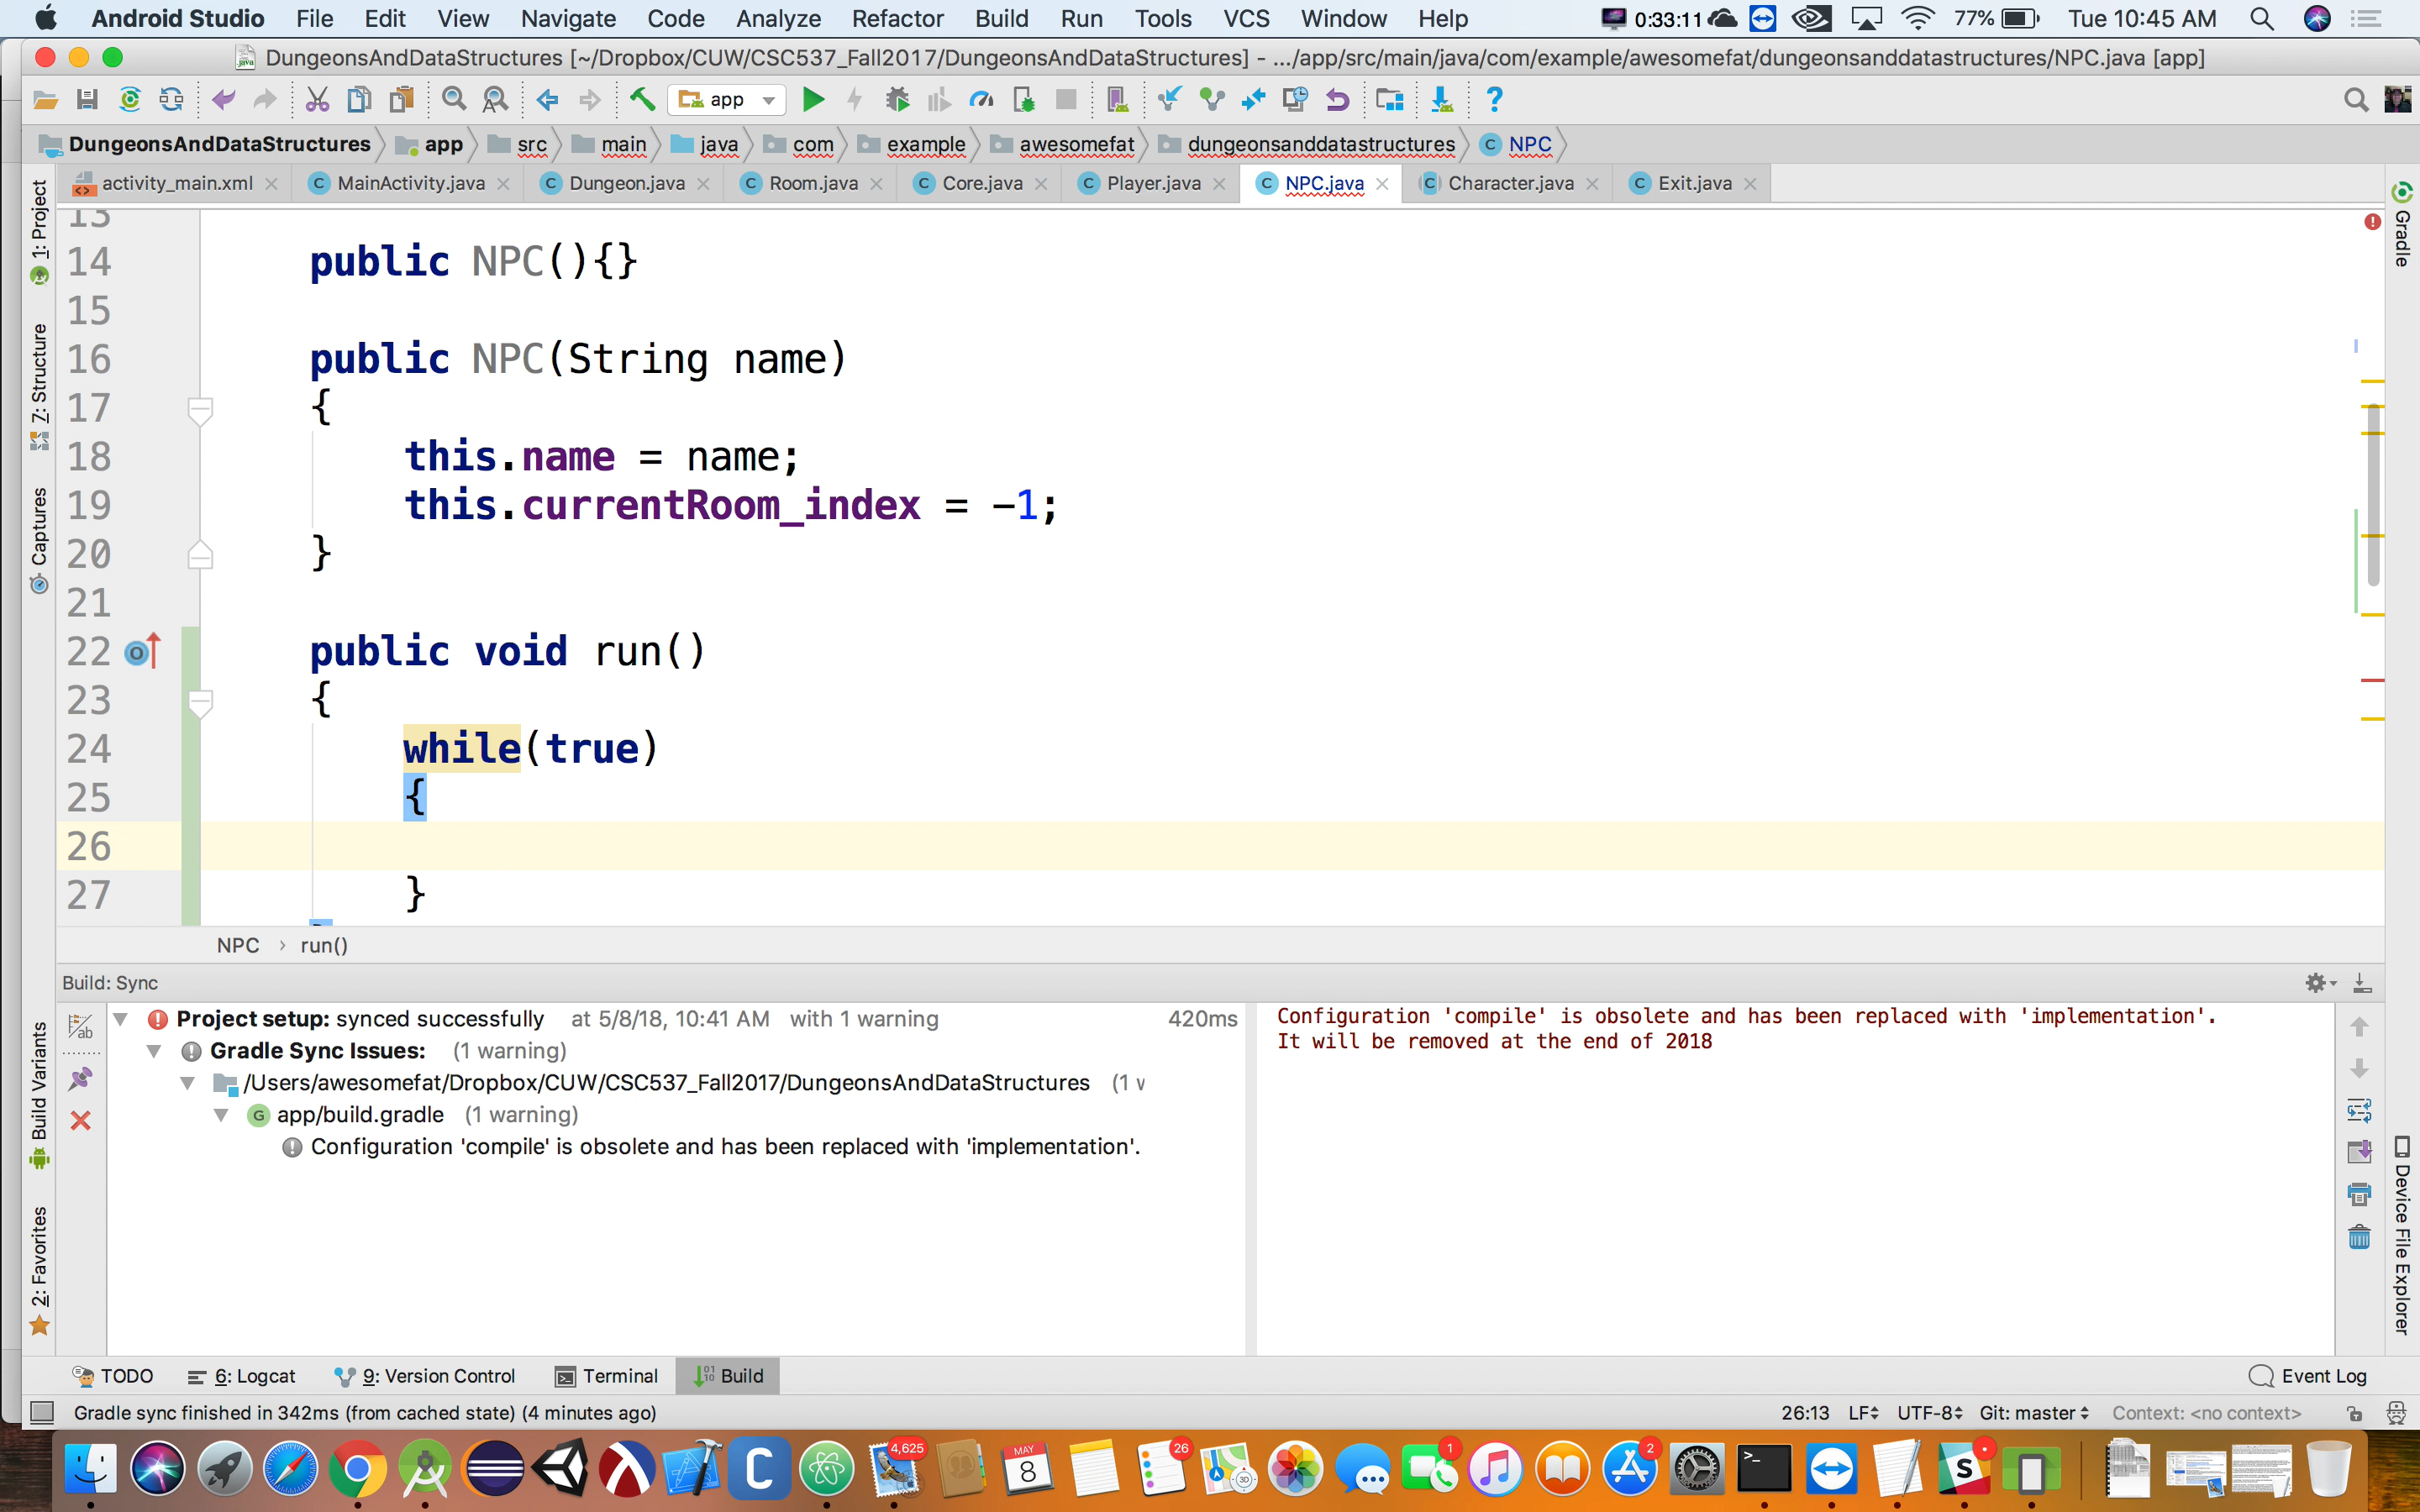 Android Studio File Edit View Navigate Code Analyze Refactor Build Run Tools VCS Window Help 0:33:11 77% Tue 10:45 AM
DungeonsAndDataStructures [~/Dropbox/CUW/CSC537_Fall2017/DungeonsAndDataStructures] - .../app/src/main/java/com/example/awesomefat/dungeonsanddatastructures/NPC.java [app]
app
DungeonsAndDataStructures app src main java com example awesomefat dungeonsanddatastructures NPC
activity_main.xml MainActivity.java Dungeon.java Room.java Core.java Player.java NPC.java Character.java Exit.java
1: Project
Z: Structure
Captures
Build Variants
2: Favorites
Gradle
Device File Explorer
13
14 public NPC(){}
15
16 public NPC(String name)
17 {
18 this.name = name;
19 this.currentRoom_index = -1;
20 }
21
22 public void run()
23 {
24 while(true)
25 {
26
27 }
NPC › run()
Build: Sync
Project setup: synced successfully at 5/8/18, 10:41 AM with 1 warning 420ms
Gradle Sync Issues: (1 warning)
/Users/awesomefat/Dropbox/CUW/CSC537_Fall2017/DungeonsAndDataStructures (1 w
app/build.gradle (1 warning)
Configuration 'compile' is obsolete and has been replaced with 'implementation'.
Configuration 'compile' is obsolete and has been replaced with 'implementation'.
It will be removed at the end of 2018
TODO 6: Logcat 9: Version Control Terminal Build Event Log
Gradle sync finished in 342ms (from cached state) (4 minutes ago) 26:13 LF UTF-8 Git: master Context: <no context>
4,625 MAY 8 26 3D 1 2